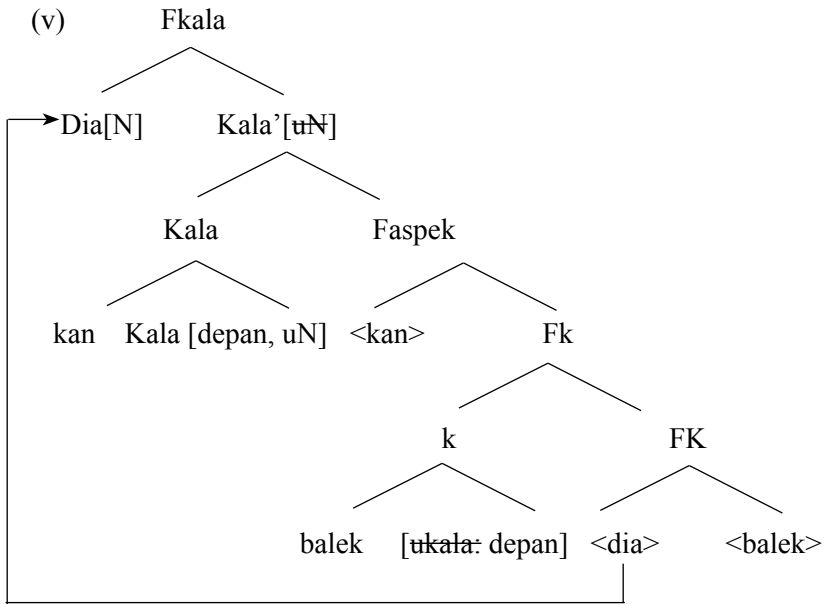 (v) Fkala
Dia[N] Kala’[uN]
Kala Faspek
kan Kala [depan, uN] <kan> Fk
k FK
balek [ukala: depan] <dia> <balek>